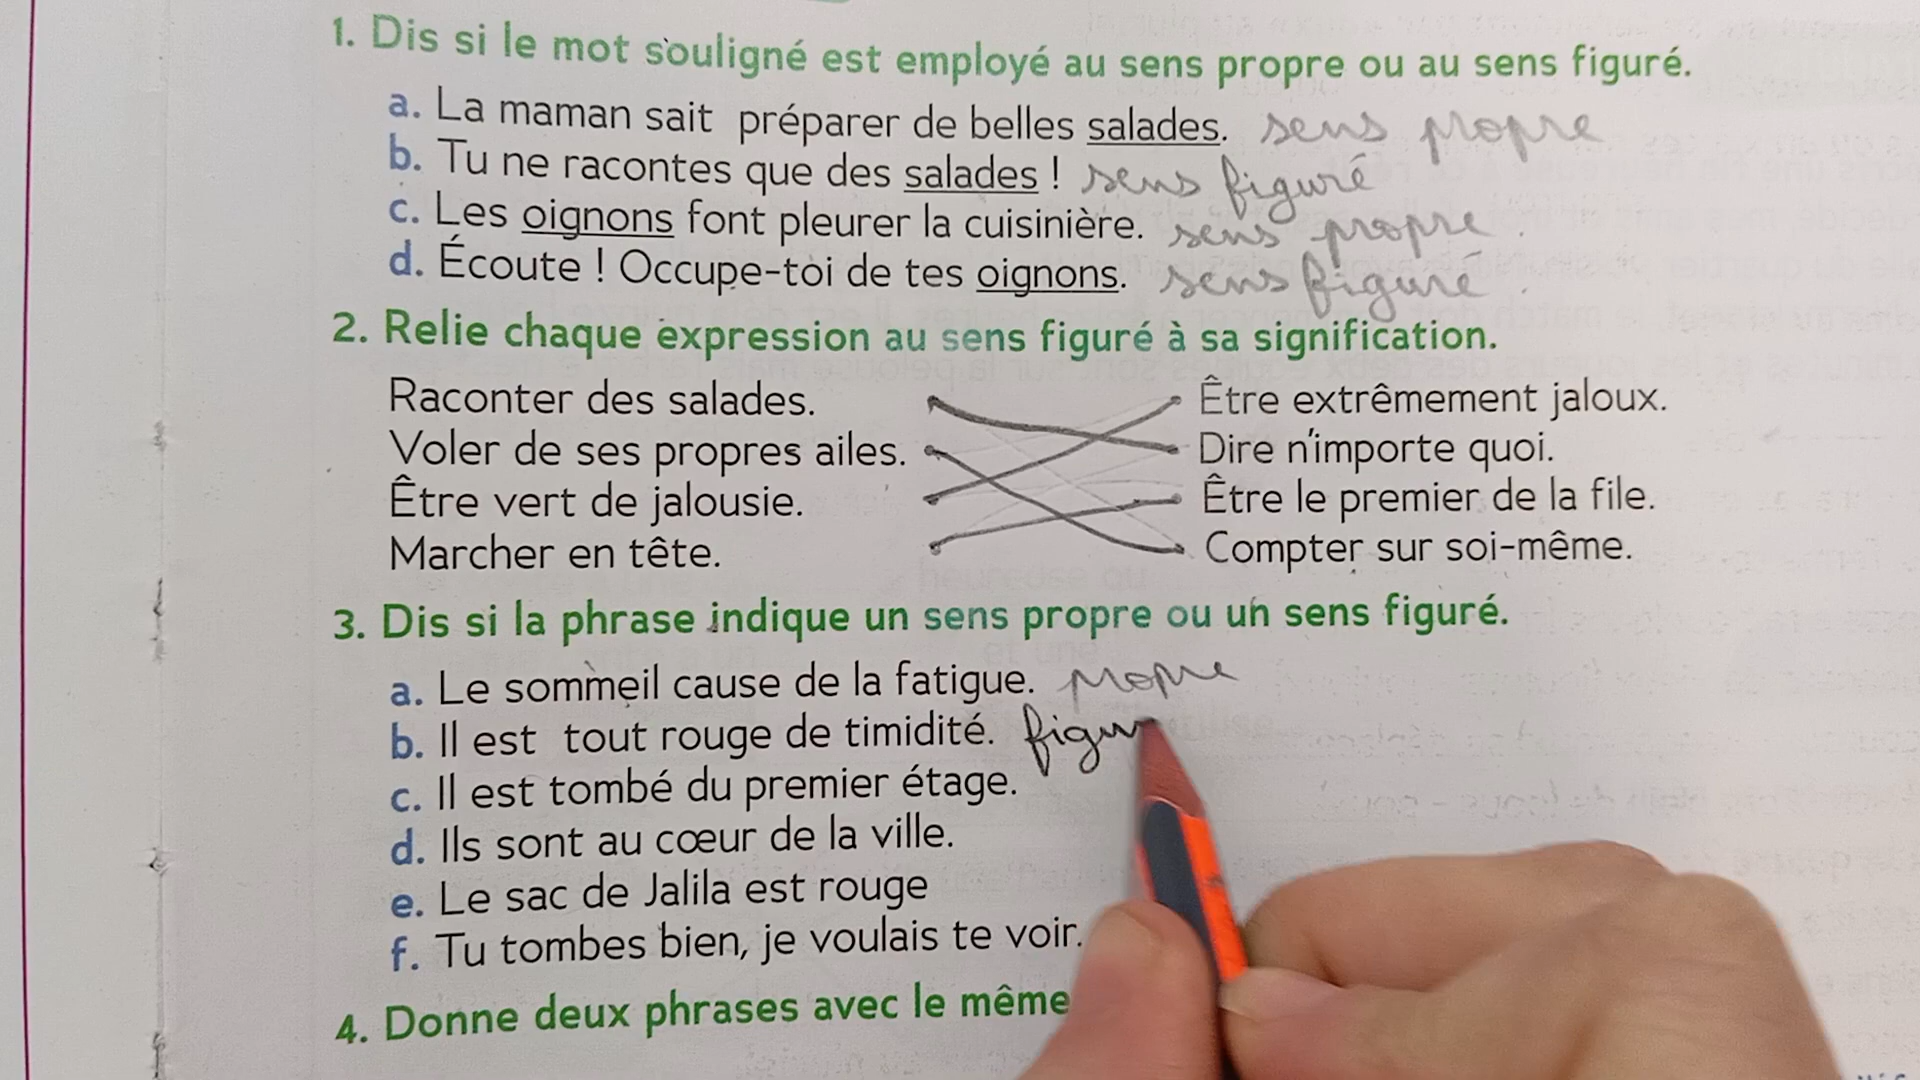 1. Dis si le mot souligné est employé au sens propre ou au sens figuré.
a. La maman sait préparer de belles salades. sens propre
b. Tu ne racontes que des salades ! sens figuré
c. Les oignons font pleurer la cuisinière. sens propre.
d. Écoute ! Occupe-toi de tes oignons. sens figuré.
2. Relie chaque expression au sens figuré à sa signification.
Raconter des salades. Être extrêmement jaloux.
Voler de ses propres ailes. Dire n'importe quoi.
Être vert de jalousie. Être le premier de la file.
Marcher en tête. Compter sur soi-même.
3. Dis si la phrase indique un sens propre ou un sens figuré.
a. Le sommeil cause de la fatigue. propre
b. Il est tout rouge de timidité. figur
c. Il est tombé du premier étage.
d. Ils sont au cœur de la ville.
e. Le sac de Jalila est rouge
f. Tu tombes bien, je voulais te voir.
4. Donne deux phrases avec le même